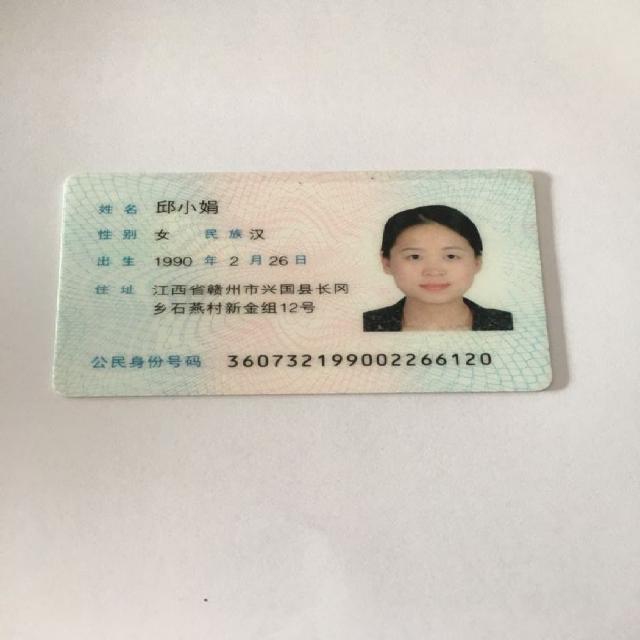 姓名 邱小娟
性别 女 民族 汉
出生 1990 年 2 月 26 日
住址 江西省赣州市兴国县长冈
乡石燕村新金组12号
公民身份号码 360732199002266120